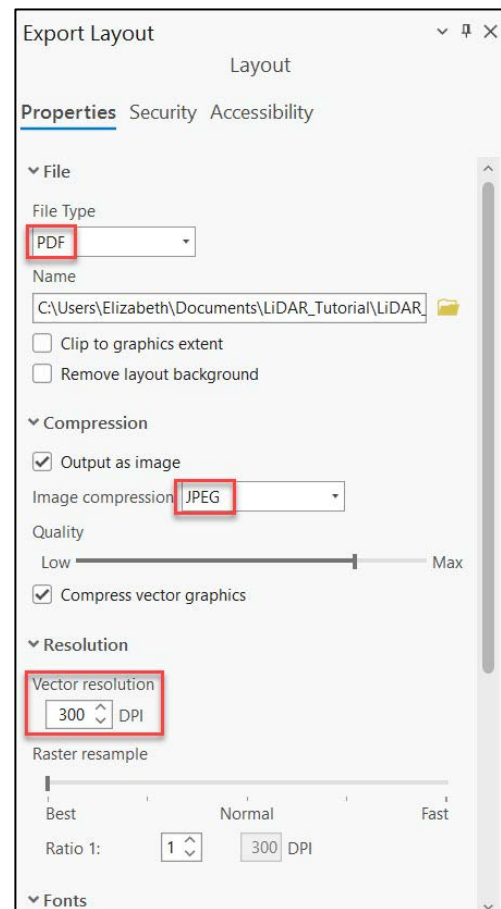 Export Layout
Layout
Properties Security Accessibility
File
File Type
PDF
Name
C:\Users\Elizabeth\Documents\LiDAR_Tutorial\LiDAR_
Clip to graphics extent
Remove layout background
Compression
Output as image
Image compression JPEG
Quality
Low Max
Compress vector graphics
Resolution
Vector resolution
300 DPI
Raster resample
Best Normal Fast
Ratio 1: 1 300 DPI
Fonts